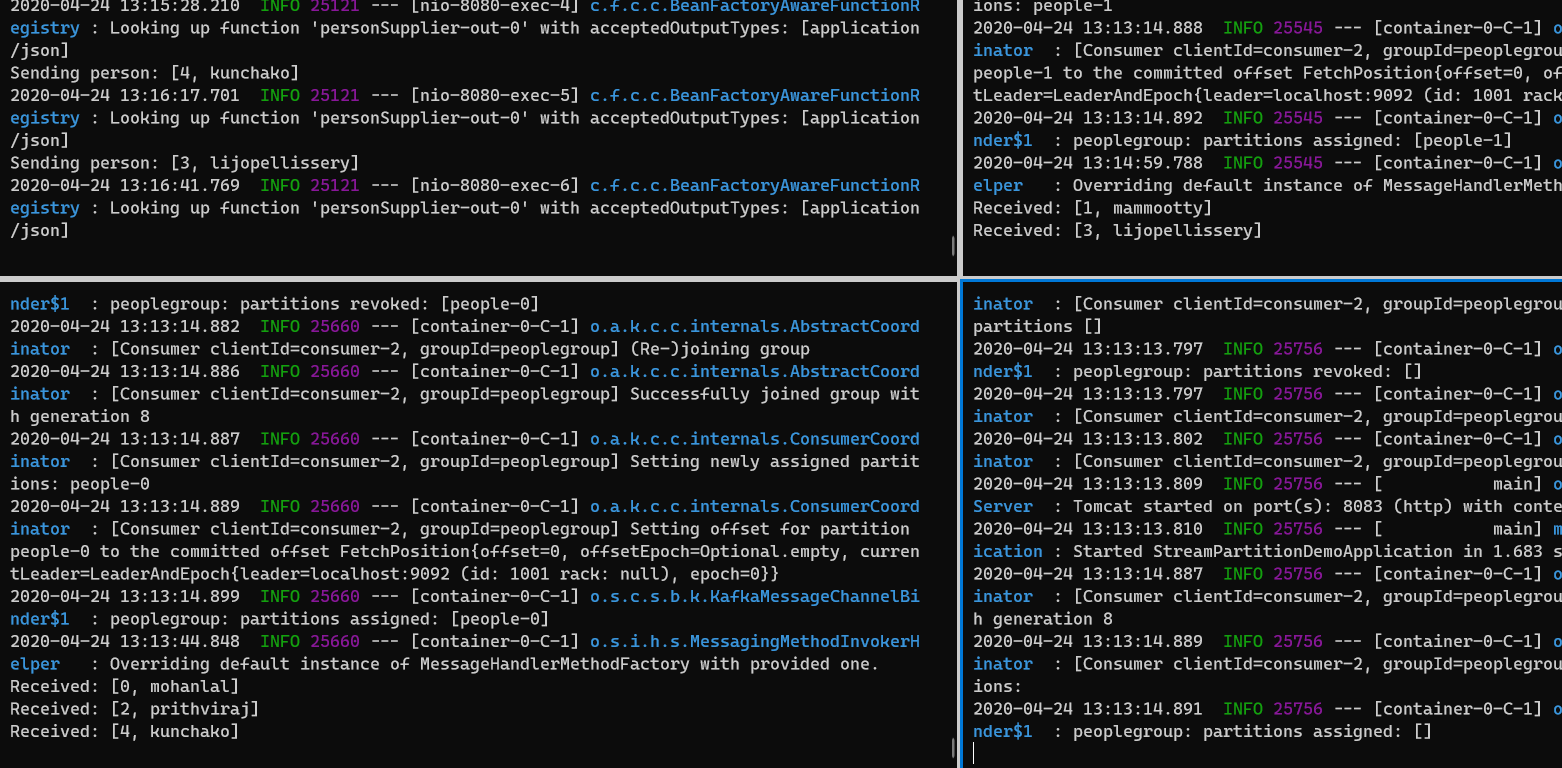 2020-04-24 13:15:28.210  INFO 25121 --- [nio-8080-exec-4] c.f.c.c.BeanFactoryAwareFunctionR
egistry : Looking up function 'personSupplier-out-0' with acceptedOutputTypes: [application
/json]
Sending person: [4, kunchako]
2020-04-24 13:16:17.701  INFO 25121 --- [nio-8080-exec-5] c.f.c.c.BeanFactoryAwareFunctionR
egistry : Looking up function 'personSupplier-out-0' with acceptedOutputTypes: [application
/json]
Sending person: [3, lijopellissery]
2020-04-24 13:16:41.769  INFO 25121 --- [nio-8080-exec-6] c.f.c.c.BeanFactoryAwareFunctionR
egistry : Looking up function 'personSupplier-out-0' with acceptedOutputTypes: [application
/json]
ions: people-1
2020-04-24 13:13:14.888  INFO 25545 --- [container-0-C-1] o
inator  : [Consumer clientId=consumer-2, groupId=peoplegrou
people-1 to the committed offset FetchPosition{offset=0, of
tLeader=LeaderAndEpoch{leader=localhost:9092 (id: 1001 rack
2020-04-24 13:13:14.892  INFO 25545 --- [container-0-C-1] o
nder$1  : peoplegroup: partitions assigned: [people-1]
2020-04-24 13:14:59.788  INFO 25545 --- [container-0-C-1] o
elper   : Overriding default instance of MessageHandlerMeth
Received: [1, mammootty]
Received: [3, lijopellissery]
nder$1  : peoplegroup: partitions revoked: [people-0]
2020-04-24 13:13:14.882  INFO 25660 --- [container-0-C-1] o.a.k.c.c.internals.AbstractCoord
inator  : [Consumer clientId=consumer-2, groupId=peoplegroup] (Re-)joining group
2020-04-24 13:13:14.886  INFO 25660 --- [container-0-C-1] o.a.k.c.c.internals.AbstractCoord
inator  : [Consumer clientId=consumer-2, groupId=peoplegroup] Successfully joined group wit
h generation 8
2020-04-24 13:13:14.887  INFO 25660 --- [container-0-C-1] o.a.k.c.c.internals.ConsumerCoord
inator  : [Consumer clientId=consumer-2, groupId=peoplegroup] Setting newly assigned partit
ions: people-0
2020-04-24 13:13:14.889  INFO 25660 --- [container-0-C-1] o.a.k.c.c.internals.ConsumerCoord
inator  : [Consumer clientId=consumer-2, groupId=peoplegroup] Setting offset for partition
people-0 to the committed offset FetchPosition{offset=0, offsetEpoch=Optional.empty, curren
tLeader=LeaderAndEpoch{leader=localhost:9092 (id: 1001 rack: null), epoch=0}}
2020-04-24 13:13:14.899  INFO 25660 --- [container-0-C-1] o.s.c.s.b.k.KafkaMessageChannelBi
nder$1  : peoplegroup: partitions assigned: [people-0]
2020-04-24 13:13:44.848  INFO 25660 --- [container-0-C-1] o.s.i.h.s.MessagingMethodInvokerH
elper   : Overriding default instance of MessageHandlerMethodFactory with provided one.
Received: [0, mohanlal]
Received: [2, prithviraj]
Received: [4, kunchako]
inator  : [Consumer clientId=consumer-2, groupId=peoplegrou
partitions []
2020-04-24 13:13:13.797  INFO 25756 --- [container-0-C-1] o
nder$1  : peoplegroup: partitions revoked: []
2020-04-24 13:13:13.797  INFO 25756 --- [container-0-C-1] o
inator  : [Consumer clientId=consumer-2, groupId=peoplegrou
2020-04-24 13:13:13.802  INFO 25756 --- [container-0-C-1] o
inator  : [Consumer clientId=consumer-2, groupId=peoplegrou
2020-04-24 13:13:13.809  INFO 25756 --- [           main] o
Server  : Tomcat started on port(s): 8083 (http) with conte
2020-04-24 13:13:13.810  INFO 25756 --- [           main] m
ication : Started StreamPartitionDemoApplication in 1.683 s
2020-04-24 13:13:14.887  INFO 25756 --- [container-0-C-1] o
inator  : [Consumer clientId=consumer-2, groupId=peoplegrou
h generation 8
2020-04-24 13:13:14.889  INFO 25756 --- [container-0-C-1] o
inator  : [Consumer clientId=consumer-2, groupId=peoplegrou
ions:
2020-04-24 13:13:14.891  INFO 25756 --- [container-0-C-1] o
nder$1  : peoplegroup: partitions assigned: []